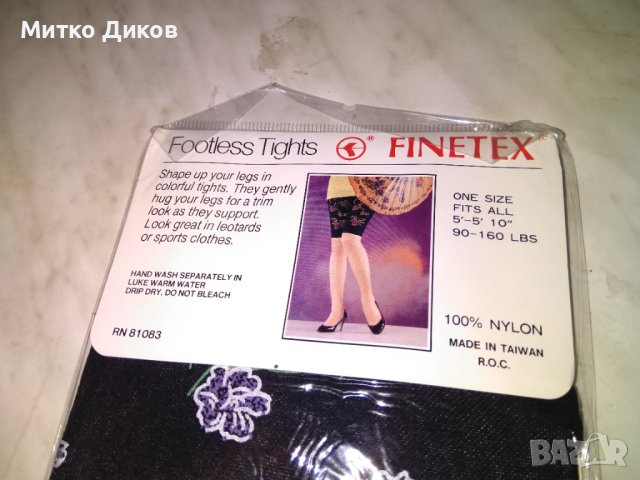 Митко Диков
Footless Tights
FINETEX®
Shape up your legs in
colorful tights. They gently
hug your legs for a trim
look as they support.
Look great in leotards
or sports clothes.
ONE SIZE
FITS ALL
5'-5' 10"
90-160 LBS
HAND WASH SEPARATELY IN
LUKE WARM WATER
DRIP DRY, DO NOT BLEACH
RN 81083
100% NYLON
MADE IN TAIWAN
R.O.C.
BAZAR